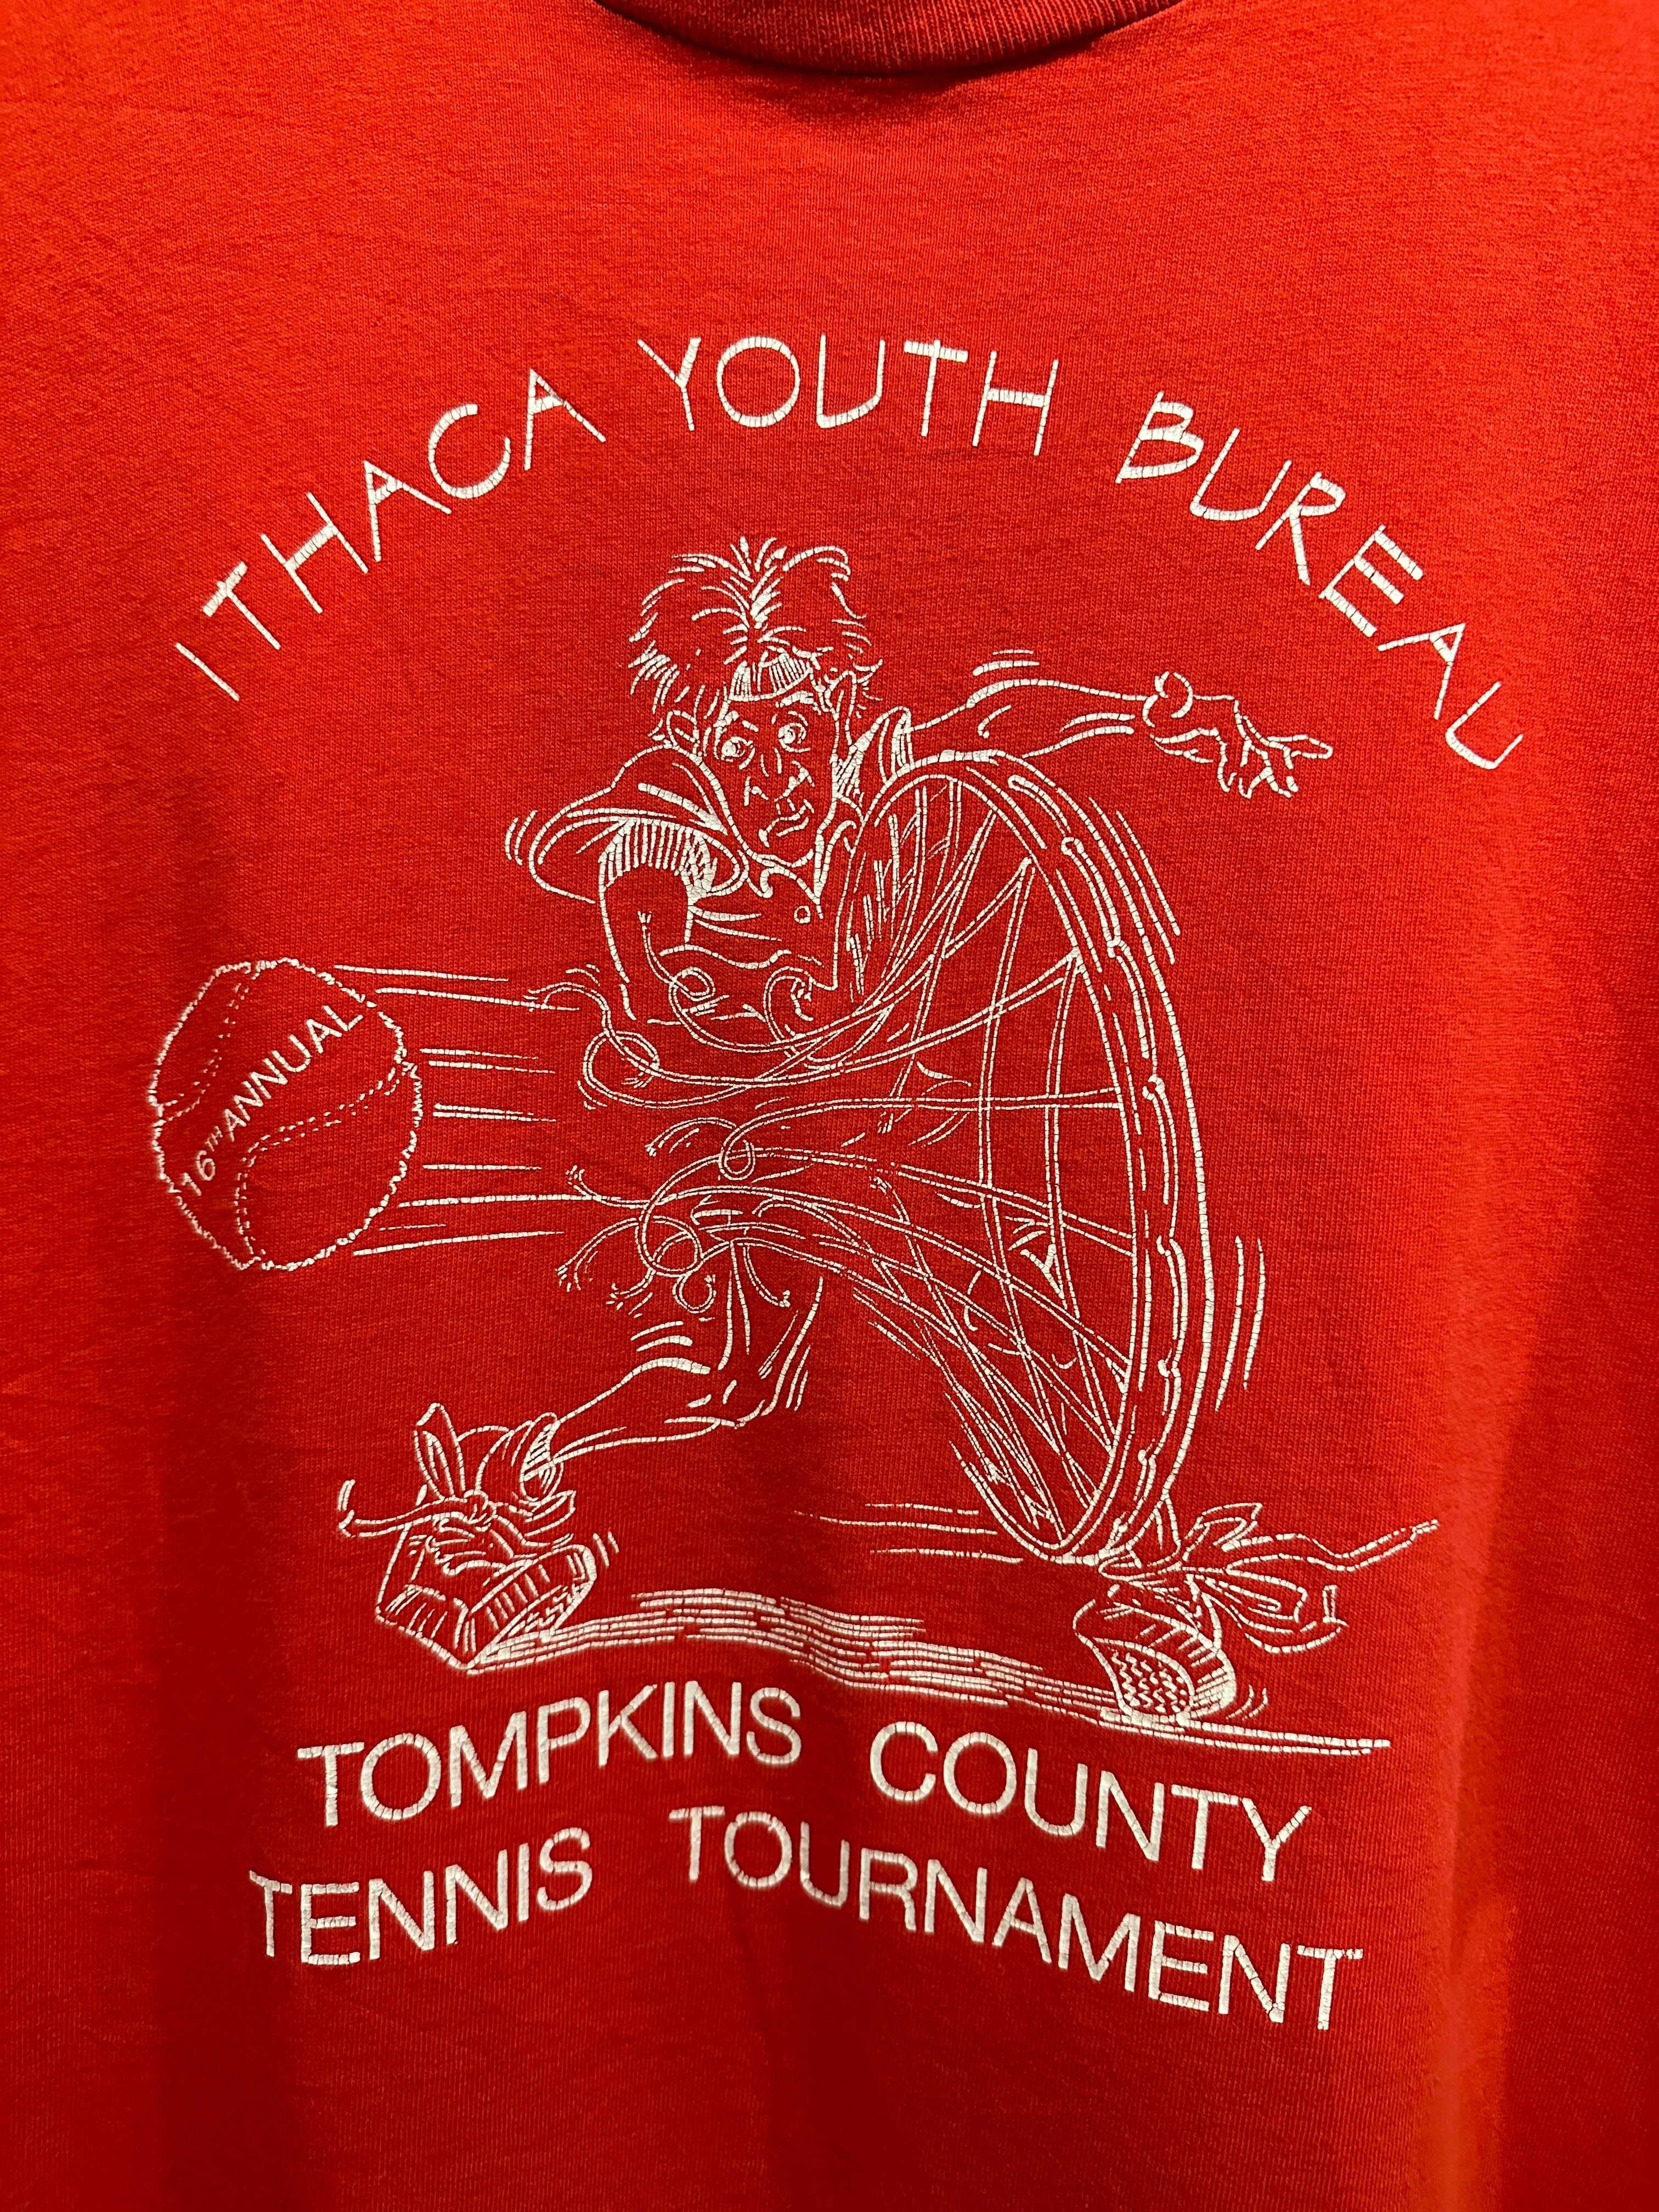 ITHACA YOUTH BUREAU
16TH ANNUAL
TOMPKINS COUNTY
TENNIS TOURNAMENT